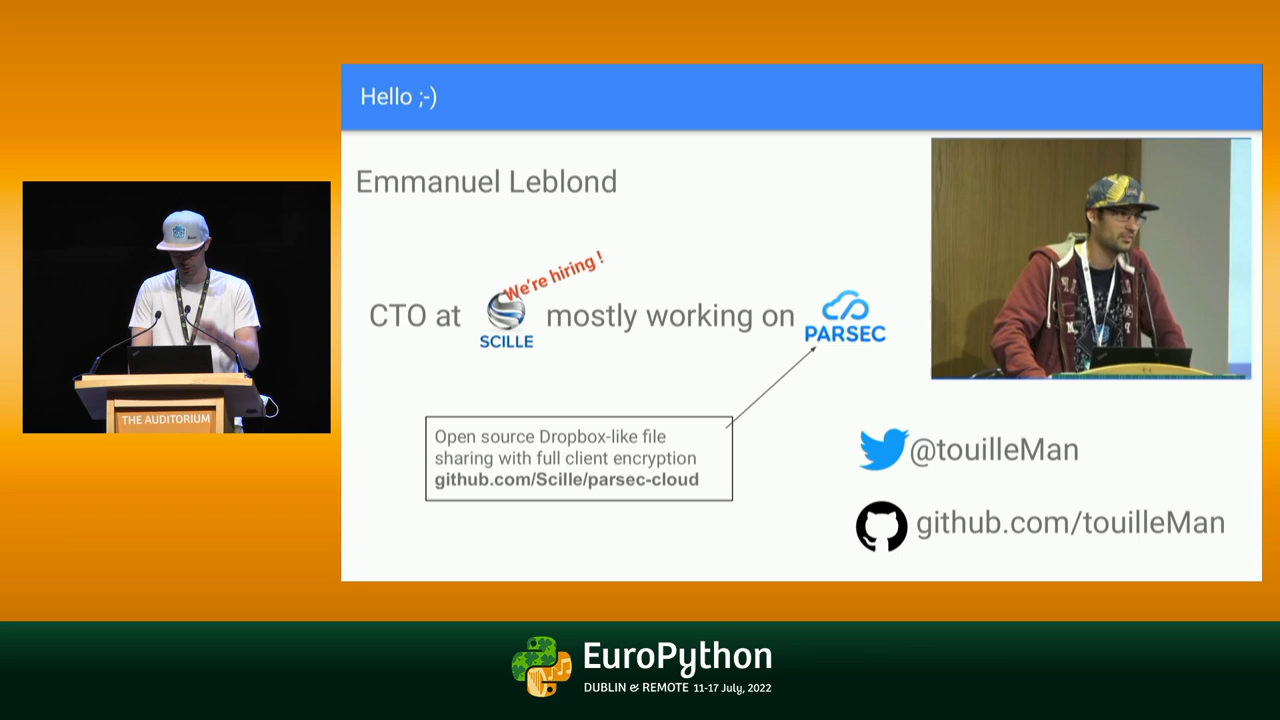 Hello ;-)
Emmanuel Leblond
We're hiring !
CTO at SCILLE mostly working on PARSEC
Open source Dropbox-like file
sharing with full client encryption
github.com/Scille/parsec-cloud
@touilleMan
github.com/touilleMan
THE AUDITORIUM
EuroPython
DUBLIN & REMOTE 11-17 July, 2022